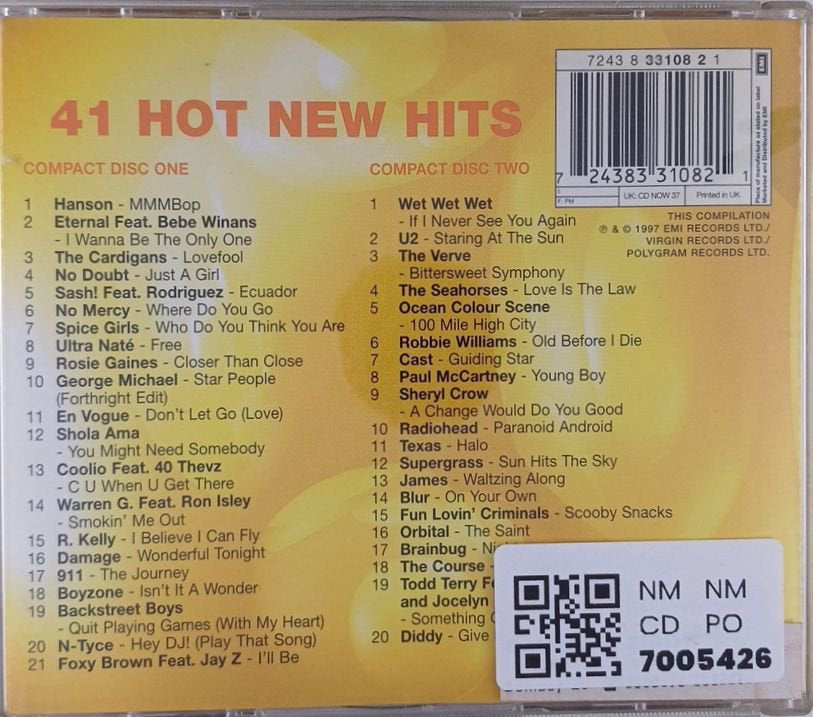 41 HOT NEW HITS
COMPACT DISC ONE
1 Hanson - MMMBop
2 Eternal Feat. Bebe Winans
- I Wanna Be The Only One
3 The Cardigans - Lovefool
4 No Doubt - Just A Girl
5 Sash! Feat. Rodriguez - Ecuador
6 No Mercy - Where Do You Go
7 Spice Girls - Who Do You Think You Are
8 Ultra Naté - Free
9 Rosie Gaines - Closer Than Close
10 George Michael - Star People
(Forthright Edit)
11 En Vogue - Don't Let Go (Love)
12 Shola Ama
- You Might Need Somebody
13 Coolio Feat. 40 Thevz
- C U When U Get There
14 Warren G. Feat. Ron Isley
- Smokin' Me Out
15 R. Kelly - I Believe I Can Fly
16 Damage - Wonderful Tonight
17 911 - The Journey
18 Boyzone - Isn't It A Wonder
19 Backstreet Boys
- Quit Playing Games (With My Heart)
20 N-Tyce - Hey DJ! (Play That Song)
21 Foxy Brown Feat. Jay Z - I'll Be
COMPACT DISC TWO
1 Wet Wet Wet
- If I Never See You Again
2 U2 - Staring At The Sun
3 The Verve
- Bittersweet Symphony
4 The Seahorses - Love Is The Law
5 Ocean Colour Scene
- 100 Mile High City
6 Robbie Williams - Old Before I Die
7 Cast - Guiding Star
8 Paul McCartney - Young Boy
9 Sheryl Crow
- A Change Would Do You Good
10 Radiohead - Paranoid Android
11 Texas - Halo
12 Supergrass - Sun Hits The Sky
13 James - Waltzing Along
14 Blur - On Your Own
15 Fun Lovin' Criminals - Scooby Snacks
16 Orbital - The Saint
17 Brainbug -
18 The Course -
19 Todd Terry
and Jocelyn
- Something
20 Diddy - Give
7243 8 33108 2 1
7 24383 31082 1
F: PM
UK: CD NOW 37
Printed in UK
Place of manufacture as stated on label
Marketed and Distributed by EMI
EMI
THIS COMPILATION
℗ & © 1997 EMI RECORDS LTD./
VIRGIN RECORDS LTD./
POLYGRAM RECORDS LTD.
NM NM
CD PO
7005426